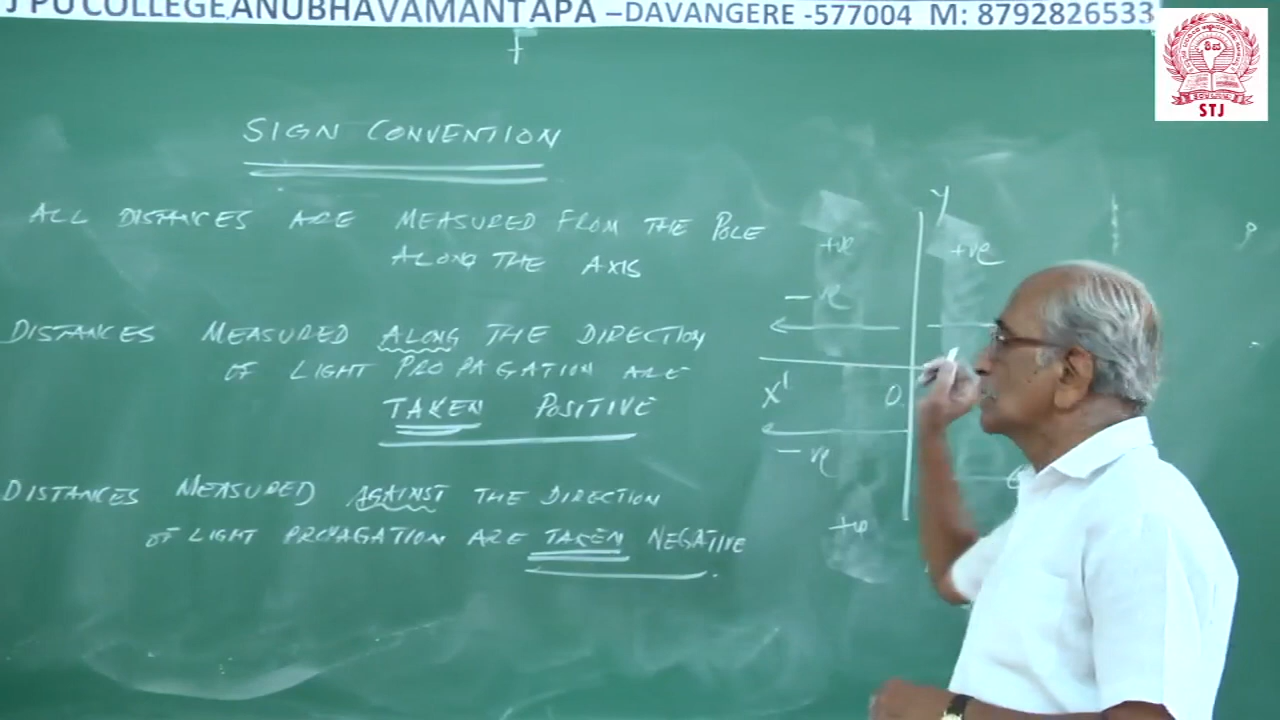 J PU COLLEGE, ANUBHAVAMANTAPA – DAVANGERE -577004 M: 8792826533
STJ
SIGN CONVENTION
ALL DISTANCES ARE MEASURED FROM THE POLE
ALONG THE AXIS
DISTANCES MEASURED ALONG THE DIRECTION
OF LIGHT PROPAGATION ARE
TAKEN POSITIVE
DISTANCES MEASURED AGAINST THE DIRECTION
OF LIGHT PROPAGATION ARE TAKEN NEGATIVE
Y
+ve +ve
-ve
X' O
-ve
+ve